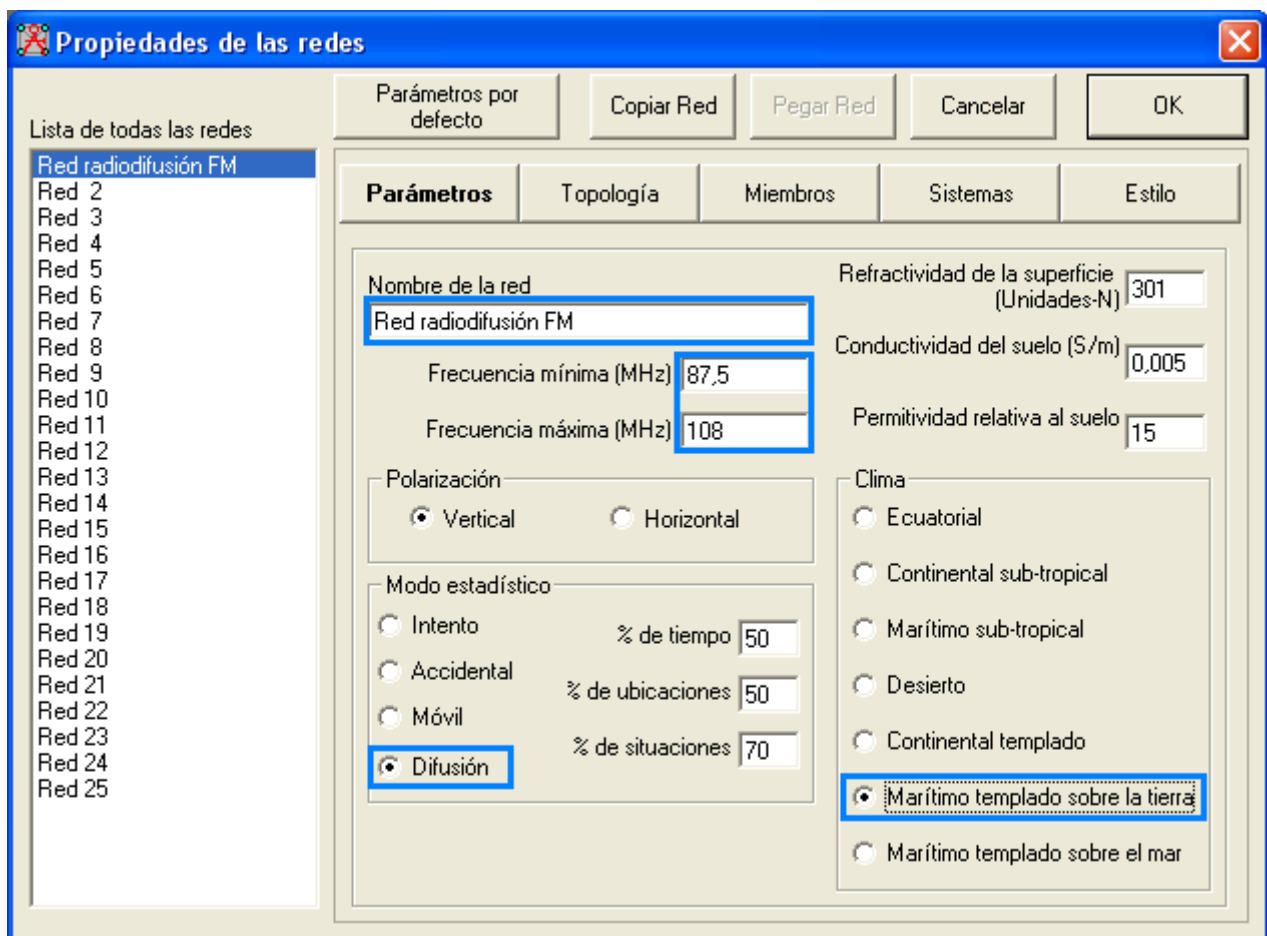 Propiedades de las redes
Parámetros por
defecto
Copiar Red
Pegar Red
Cancelar
OK
Lista de todas las redes
Red radiodifusión FM
Red 2
Red 3
Red 4
Red 5
Red 6
Red 7
Red 8
Red 9
Red 10
Red 11
Red 12
Red 13
Red 14
Red 15
Red 16
Red 17
Red 18
Red 19
Red 20
Red 21
Red 22
Red 23
Red 24
Red 25
Parámetros
Topología
Miembros
Sistemas
Estilo
Nombre de la red
Red radiodifusión FM
Frecuencia mínima (MHz) 87,5
Frecuencia máxima (MHz) 108
Refractividad de la superficie
(Unidades-N) 301
Conductividad del suelo (S/m) 0,005
Permitividad relativa al suelo 15
Polarización
Vertical
Horizontal
Modo estadístico
Intento
Accidental
Móvil
Difusión
% de tiempo 50
% de ubicaciones 50
% de situaciones 70
Clima
Ecuatorial
Continental sub-tropical
Marítimo sub-tropical
Desierto
Continental templado
Marítimo templado sobre la tierra
Marítimo templado sobre el mar